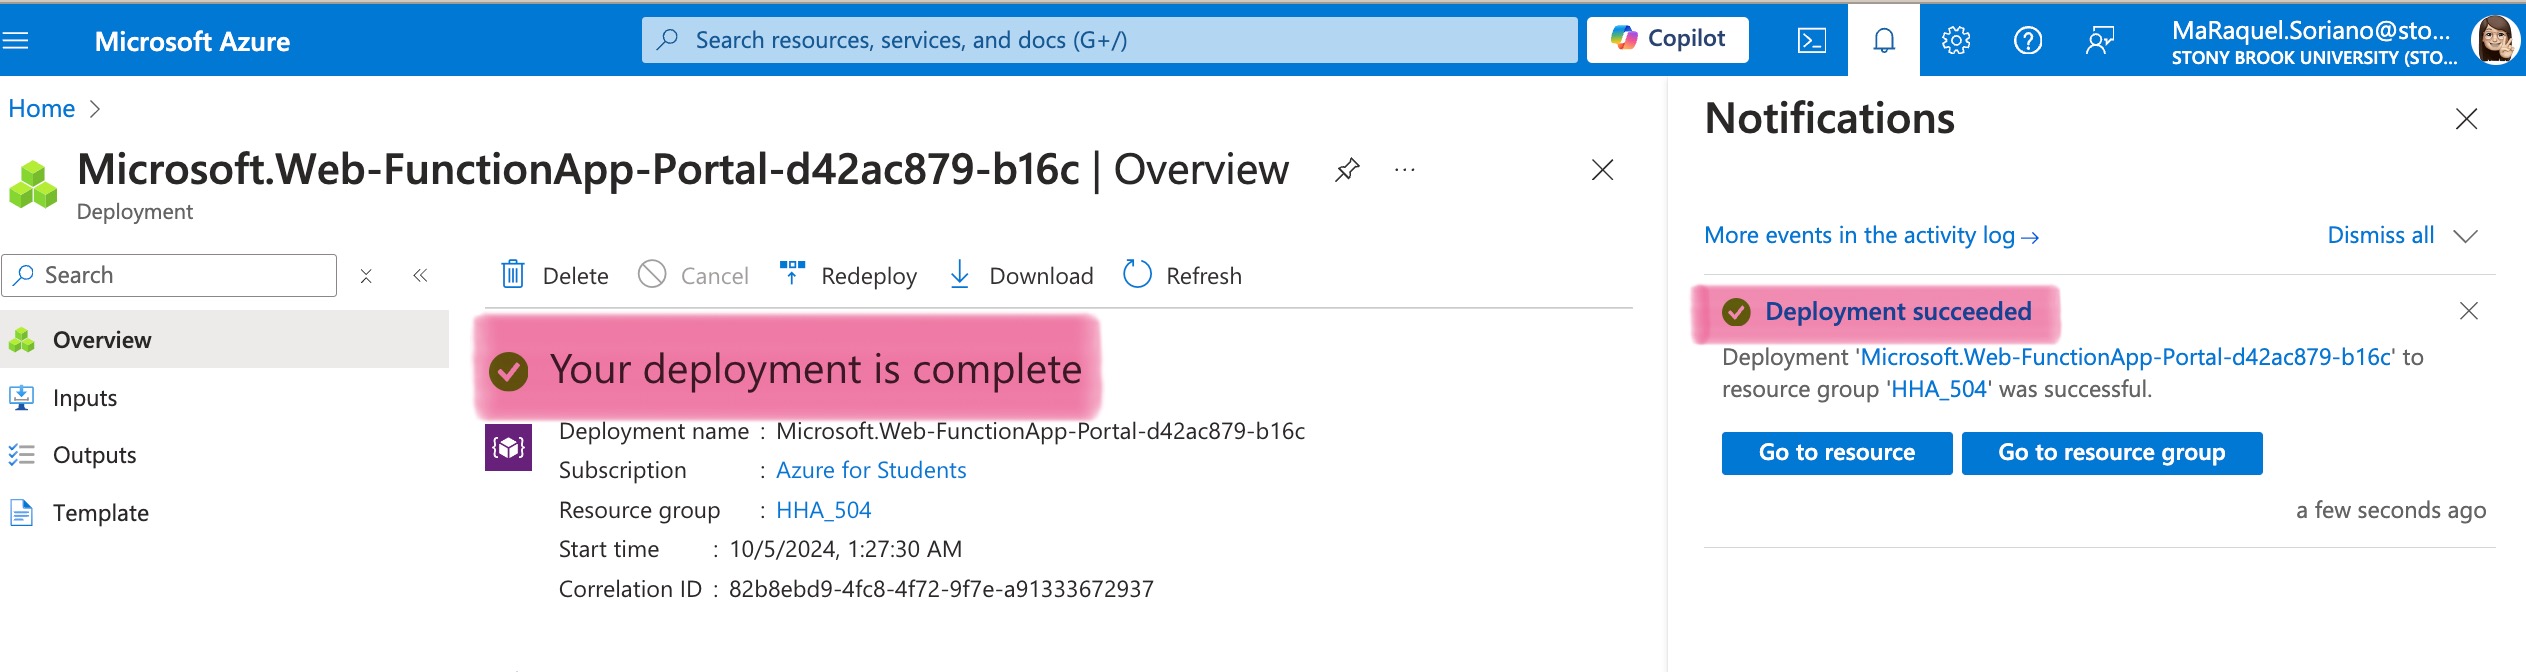 Microsoft Azure
Search resources, services, and docs (G+/)
Copilot
MaRaquel.Soriano@sto...
STONY BROOK UNIVERSITY (STO...
Home
Microsoft.Web-FunctionApp-Portal-d42ac879-b16c | Overview
Deployment
Search
Overview
Inputs
Outputs
Template
Delete
Cancel
Redeploy
Download
Refresh
Your deployment is complete
Deployment name : Microsoft.Web-FunctionApp-Portal-d42ac879-b16c
Subscription : Azure for Students
Resource group : HHA_504
Start time : 10/5/2024, 1:27:30 AM
Correlation ID : 82b8ebd9-4fc8-4f72-9f7e-a91333672937
Notifications
More events in the activity log →
Dismiss all
Deployment succeeded
Deployment 'Microsoft.Web-FunctionApp-Portal-d42ac879-b16c' to
resource group 'HHA_504' was successful.
Go to resource
Go to resource group
a few seconds ago